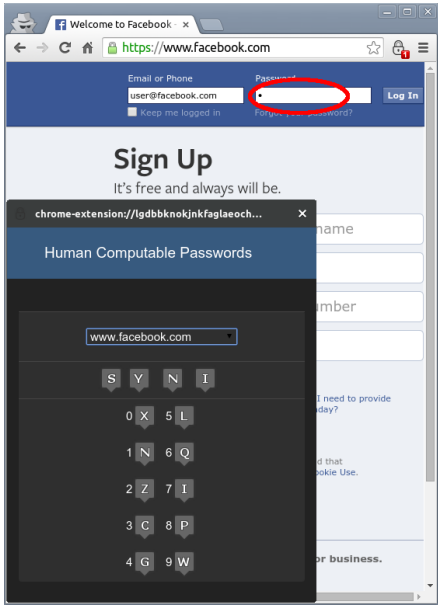 Welcome to Facebook - ×
https://www.facebook.com
Email or Phone
Password
user@facebook.com
•
Log In
Keep me logged in
Forgot your password?
Sign Up
It's free and always will be.
chrome-extension://lgdbbknokjnkfaglaeoch... ×
name
Human Computable Passwords
mber
www.facebook.com
S Y N I
I need to provide
day?
0 X 5 L
1 N 6 Q
d that
ookie Use.
2 Z 7 I
3 C 8 P
or business.
4 G 9 W